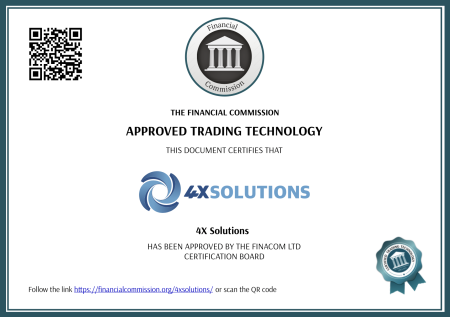 Financial
Commission
THE FINANCIAL COMMISSION
APPROVED TRADING TECHNOLOGY
THIS DOCUMENT CERTIFIES THAT
4XSOLUTIONS
4X Solutions
HAS BEEN APPROVED BY THE FINACOM LTD
CERTIFICATION BOARD
Follow the link https://financialcommission.org/4xsolutions/ or scan the QR code